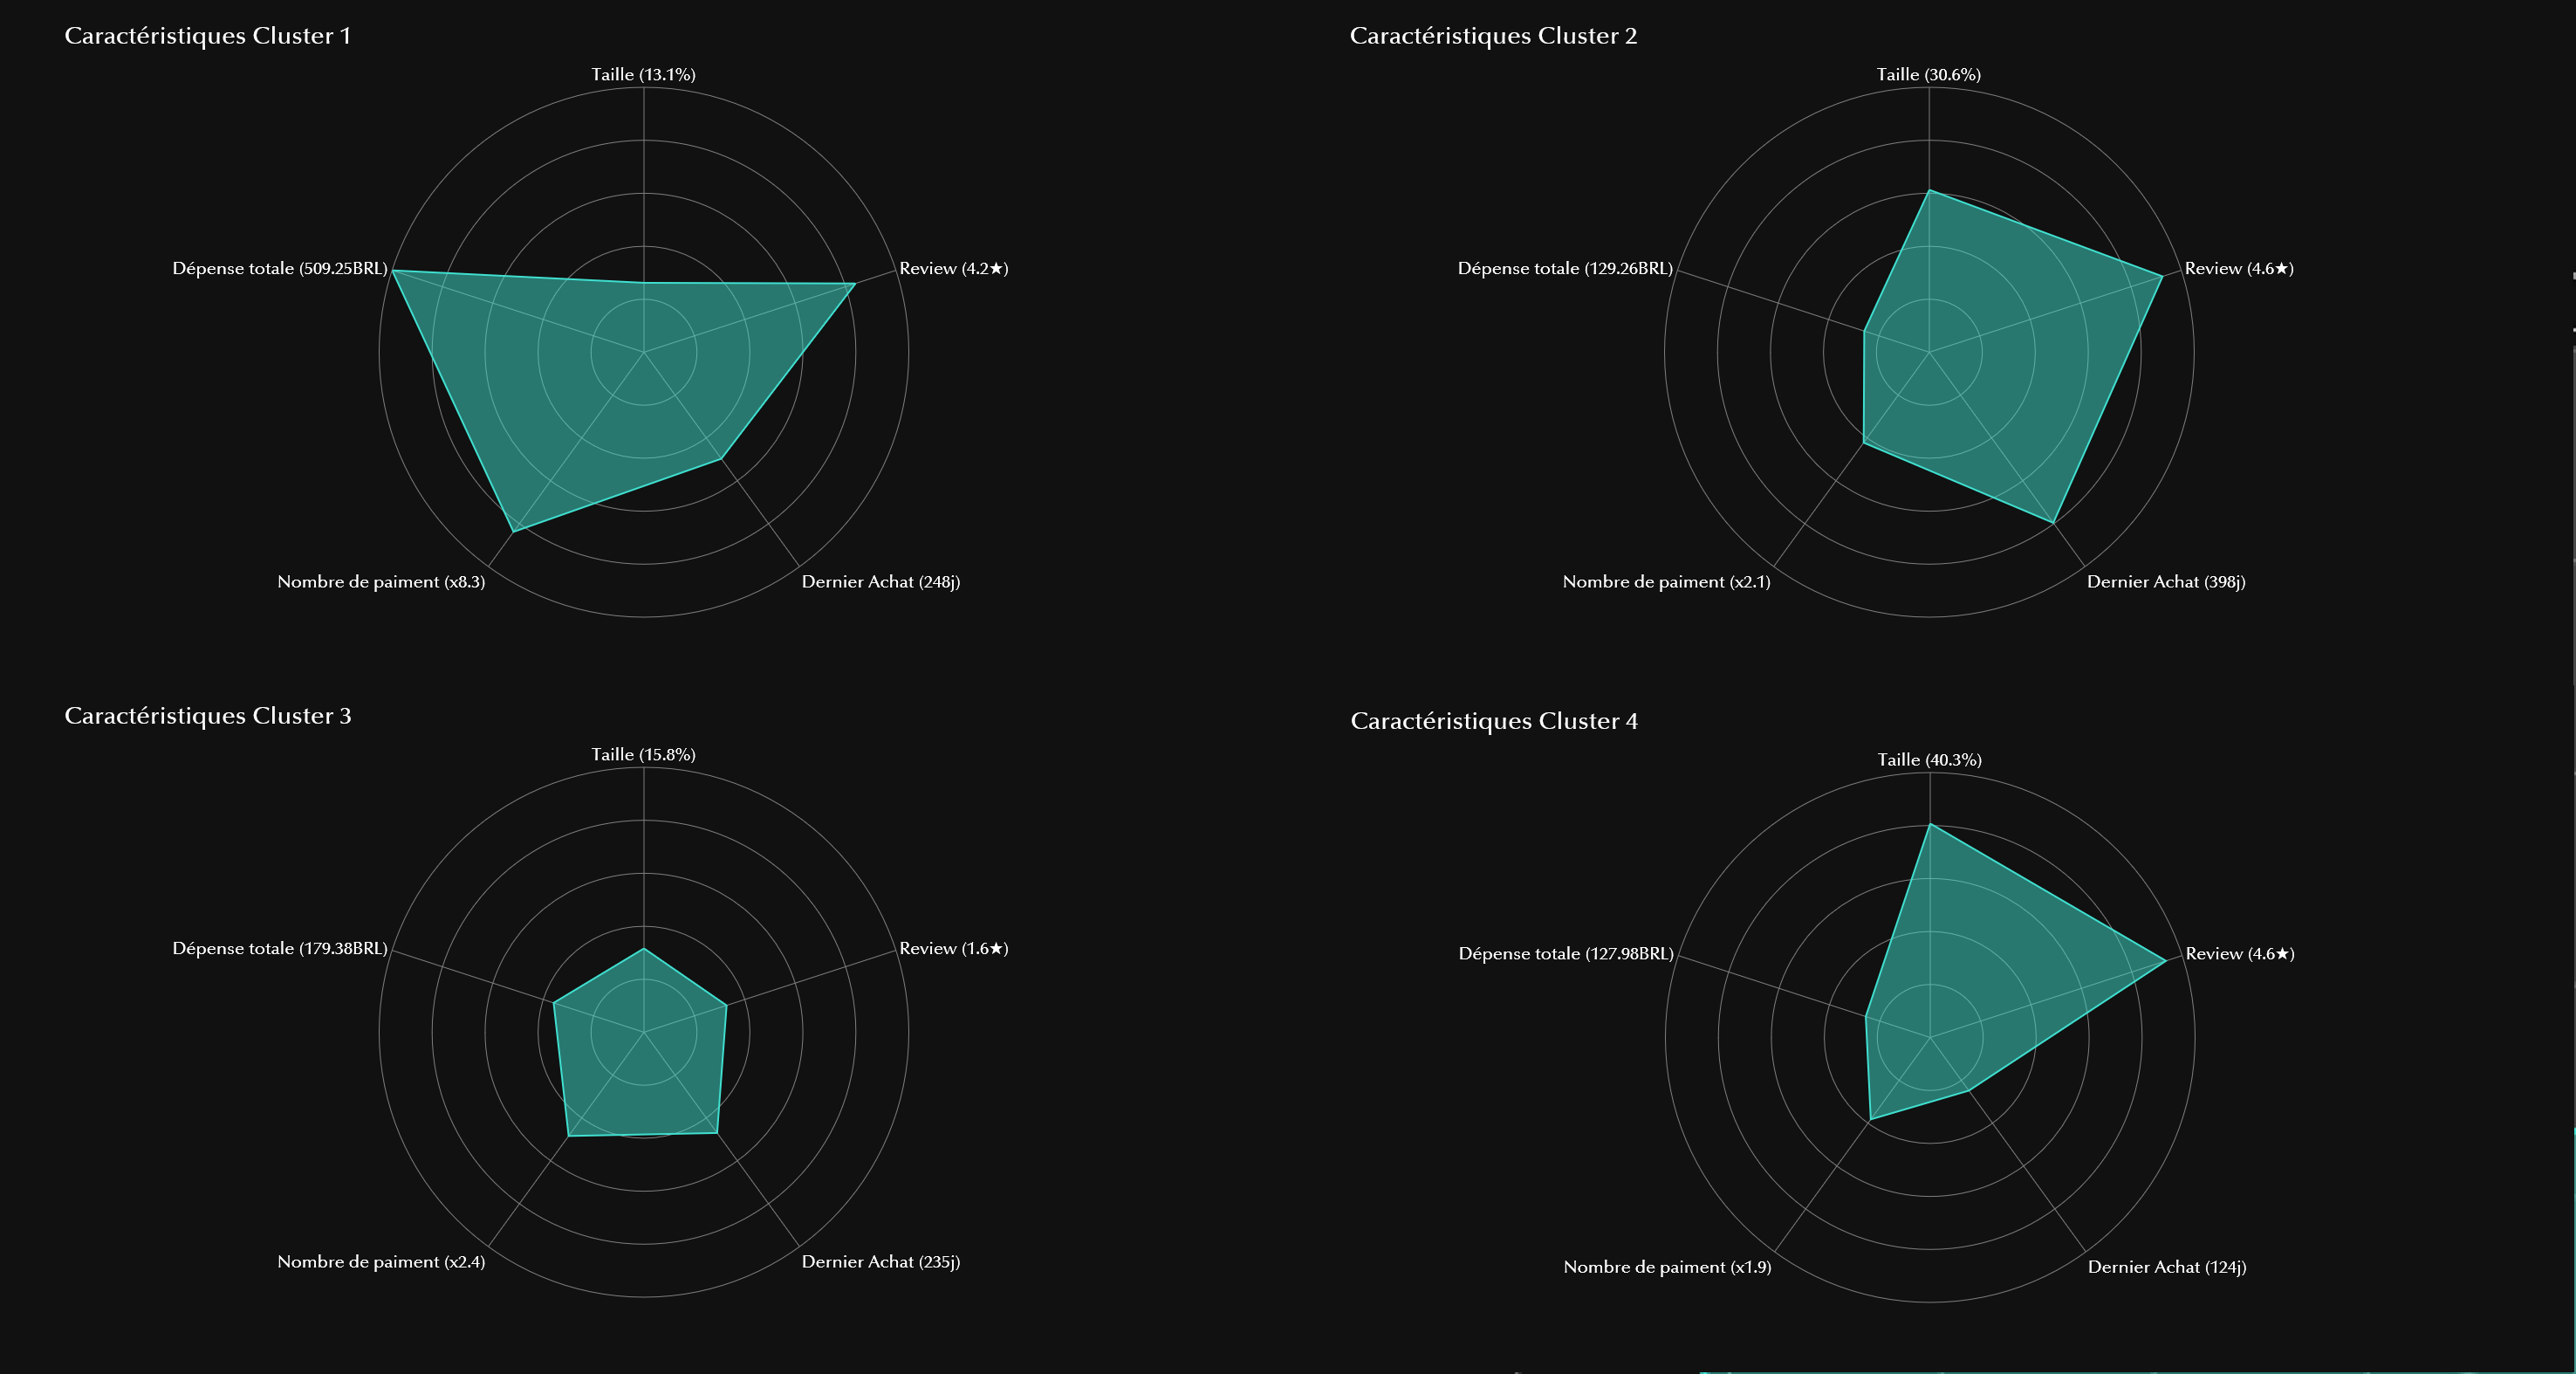 Caractéristiques Cluster 1
Taille (13.1%)
Dépense totale (509.25BRL)
Review (4.2★)
Nombre de paiment (x8.3)
Dernier Achat (248j)
Caractéristiques Cluster 2
Taille (30.6%)
Dépense totale (129.26BRL)
Review (4.6★)
Nombre de paiment (x2.1)
Dernier Achat (398j)
Caractéristiques Cluster 3
Taille (15.8%)
Dépense totale (179.38BRL)
Review (1.6★)
Nombre de paiment (x2.4)
Dernier Achat (235j)
Caractéristiques Cluster 4
Taille (40.3%)
Dépense totale (127.98BRL)
Review (4.6★)
Nombre de paiment (x1.9)
Dernier Achat (124j)